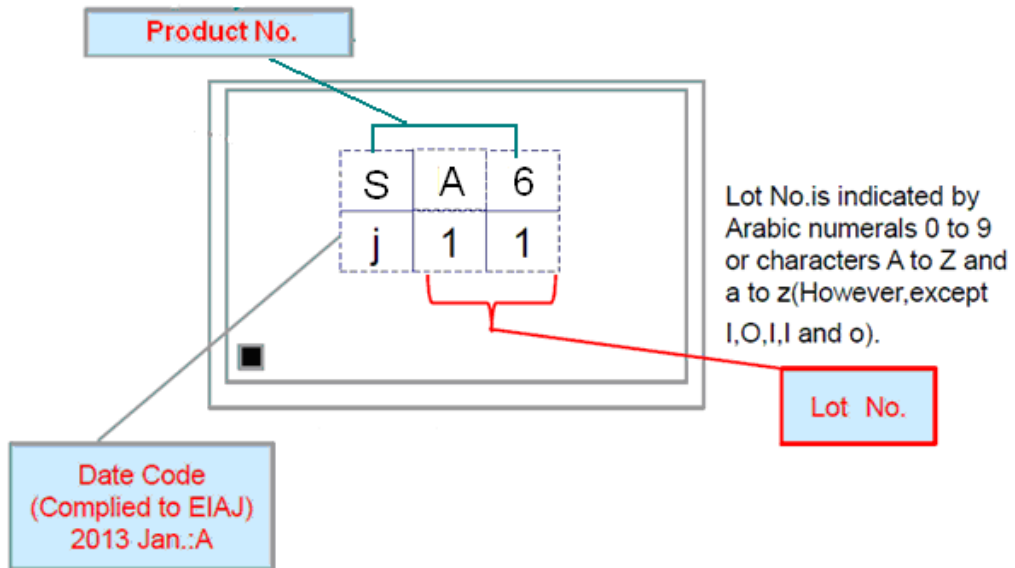 Product No.
S A 6
j 1 1
Lot No.is indicated by
Arabic numerals 0 to 9
or characters A to Z and
a to z(However,except
I,O,I,I and o).
Lot No.
Date Code
(Complied to EIAJ)
2013 Jan.:A